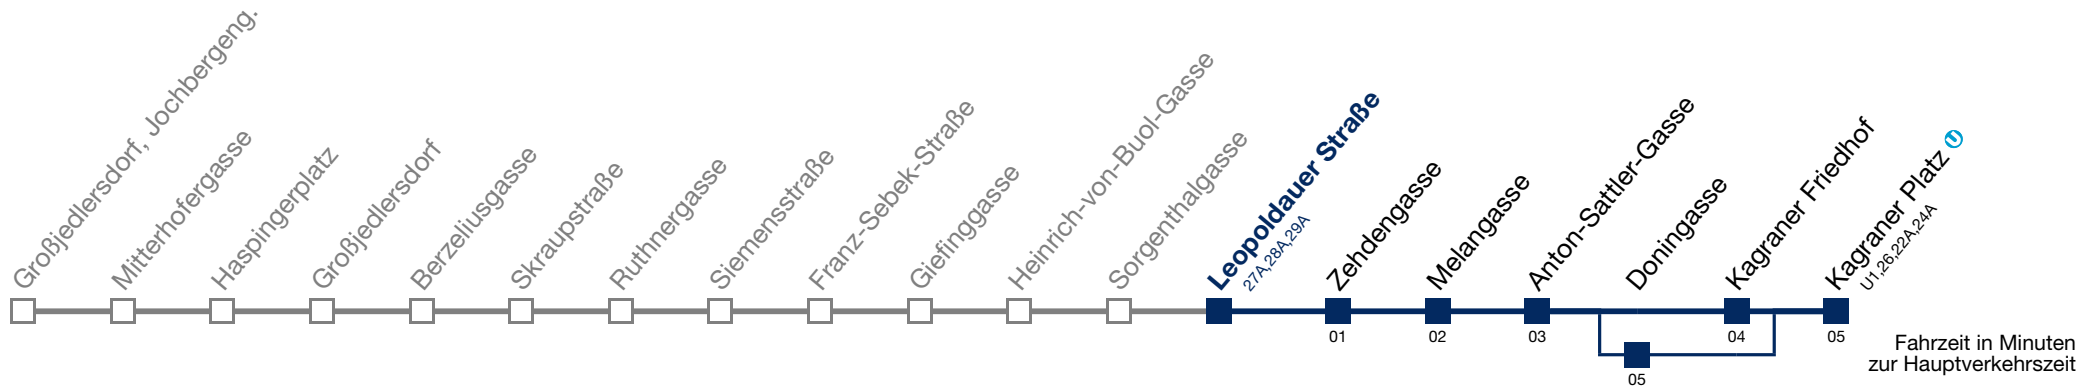 Großjedlersdorf, Jochbergeng.
Mitterhofergasse
Haspingerplatz
Großjedlersdorf
Berzeliusgasse
Skraupstraße
Ruthnergasse
Siemensstraße
Franz-Sebek-Straße
Giefinggasse
Heinrich-von-Buol-Gasse
Sorgenthalgasse
Leopoldauer Straße
27A,28A,29A
Zehdengasse
Melangasse
Anton-Sattler-Gasse
Doningasse
Kagraner Friedhof
Kagraner Platz U
U1,26,22A,24A
01
02
03
04
05
05
Fahrzeit in Minuten
zur Hauptverkehrszeit